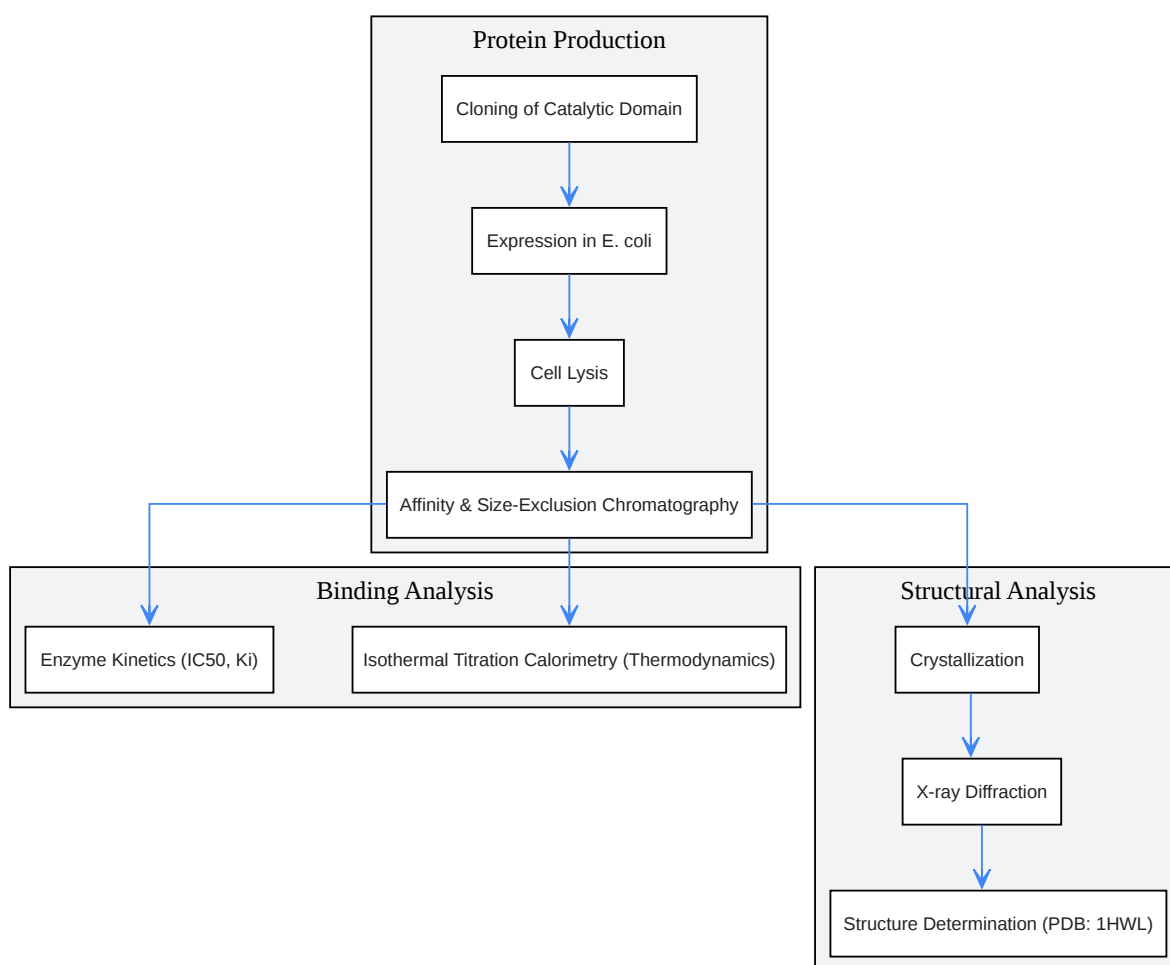 Protein Production
Cloning of Catalytic Domain
Expression in E. coli
Cell Lysis
Affinity & Size-Exclusion Chromatography
Binding Analysis
Enzyme Kinetics (IC50, Ki)
Isothermal Titration Calorimetry (Thermodynamics)
Structural Analysis
Crystallization
X-ray Diffraction
Structure Determination (PDB: 1HWL)